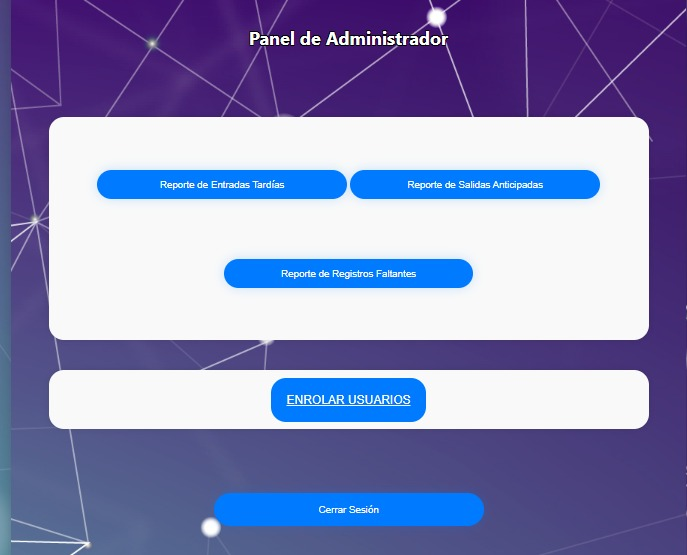 Panel de Administrador
Reporte de Entradas Tardías Reporte de Salidas Anticipadas
Reporte de Registros Faltantes
ENROLAR USUARIOS
Cerrar Sesión